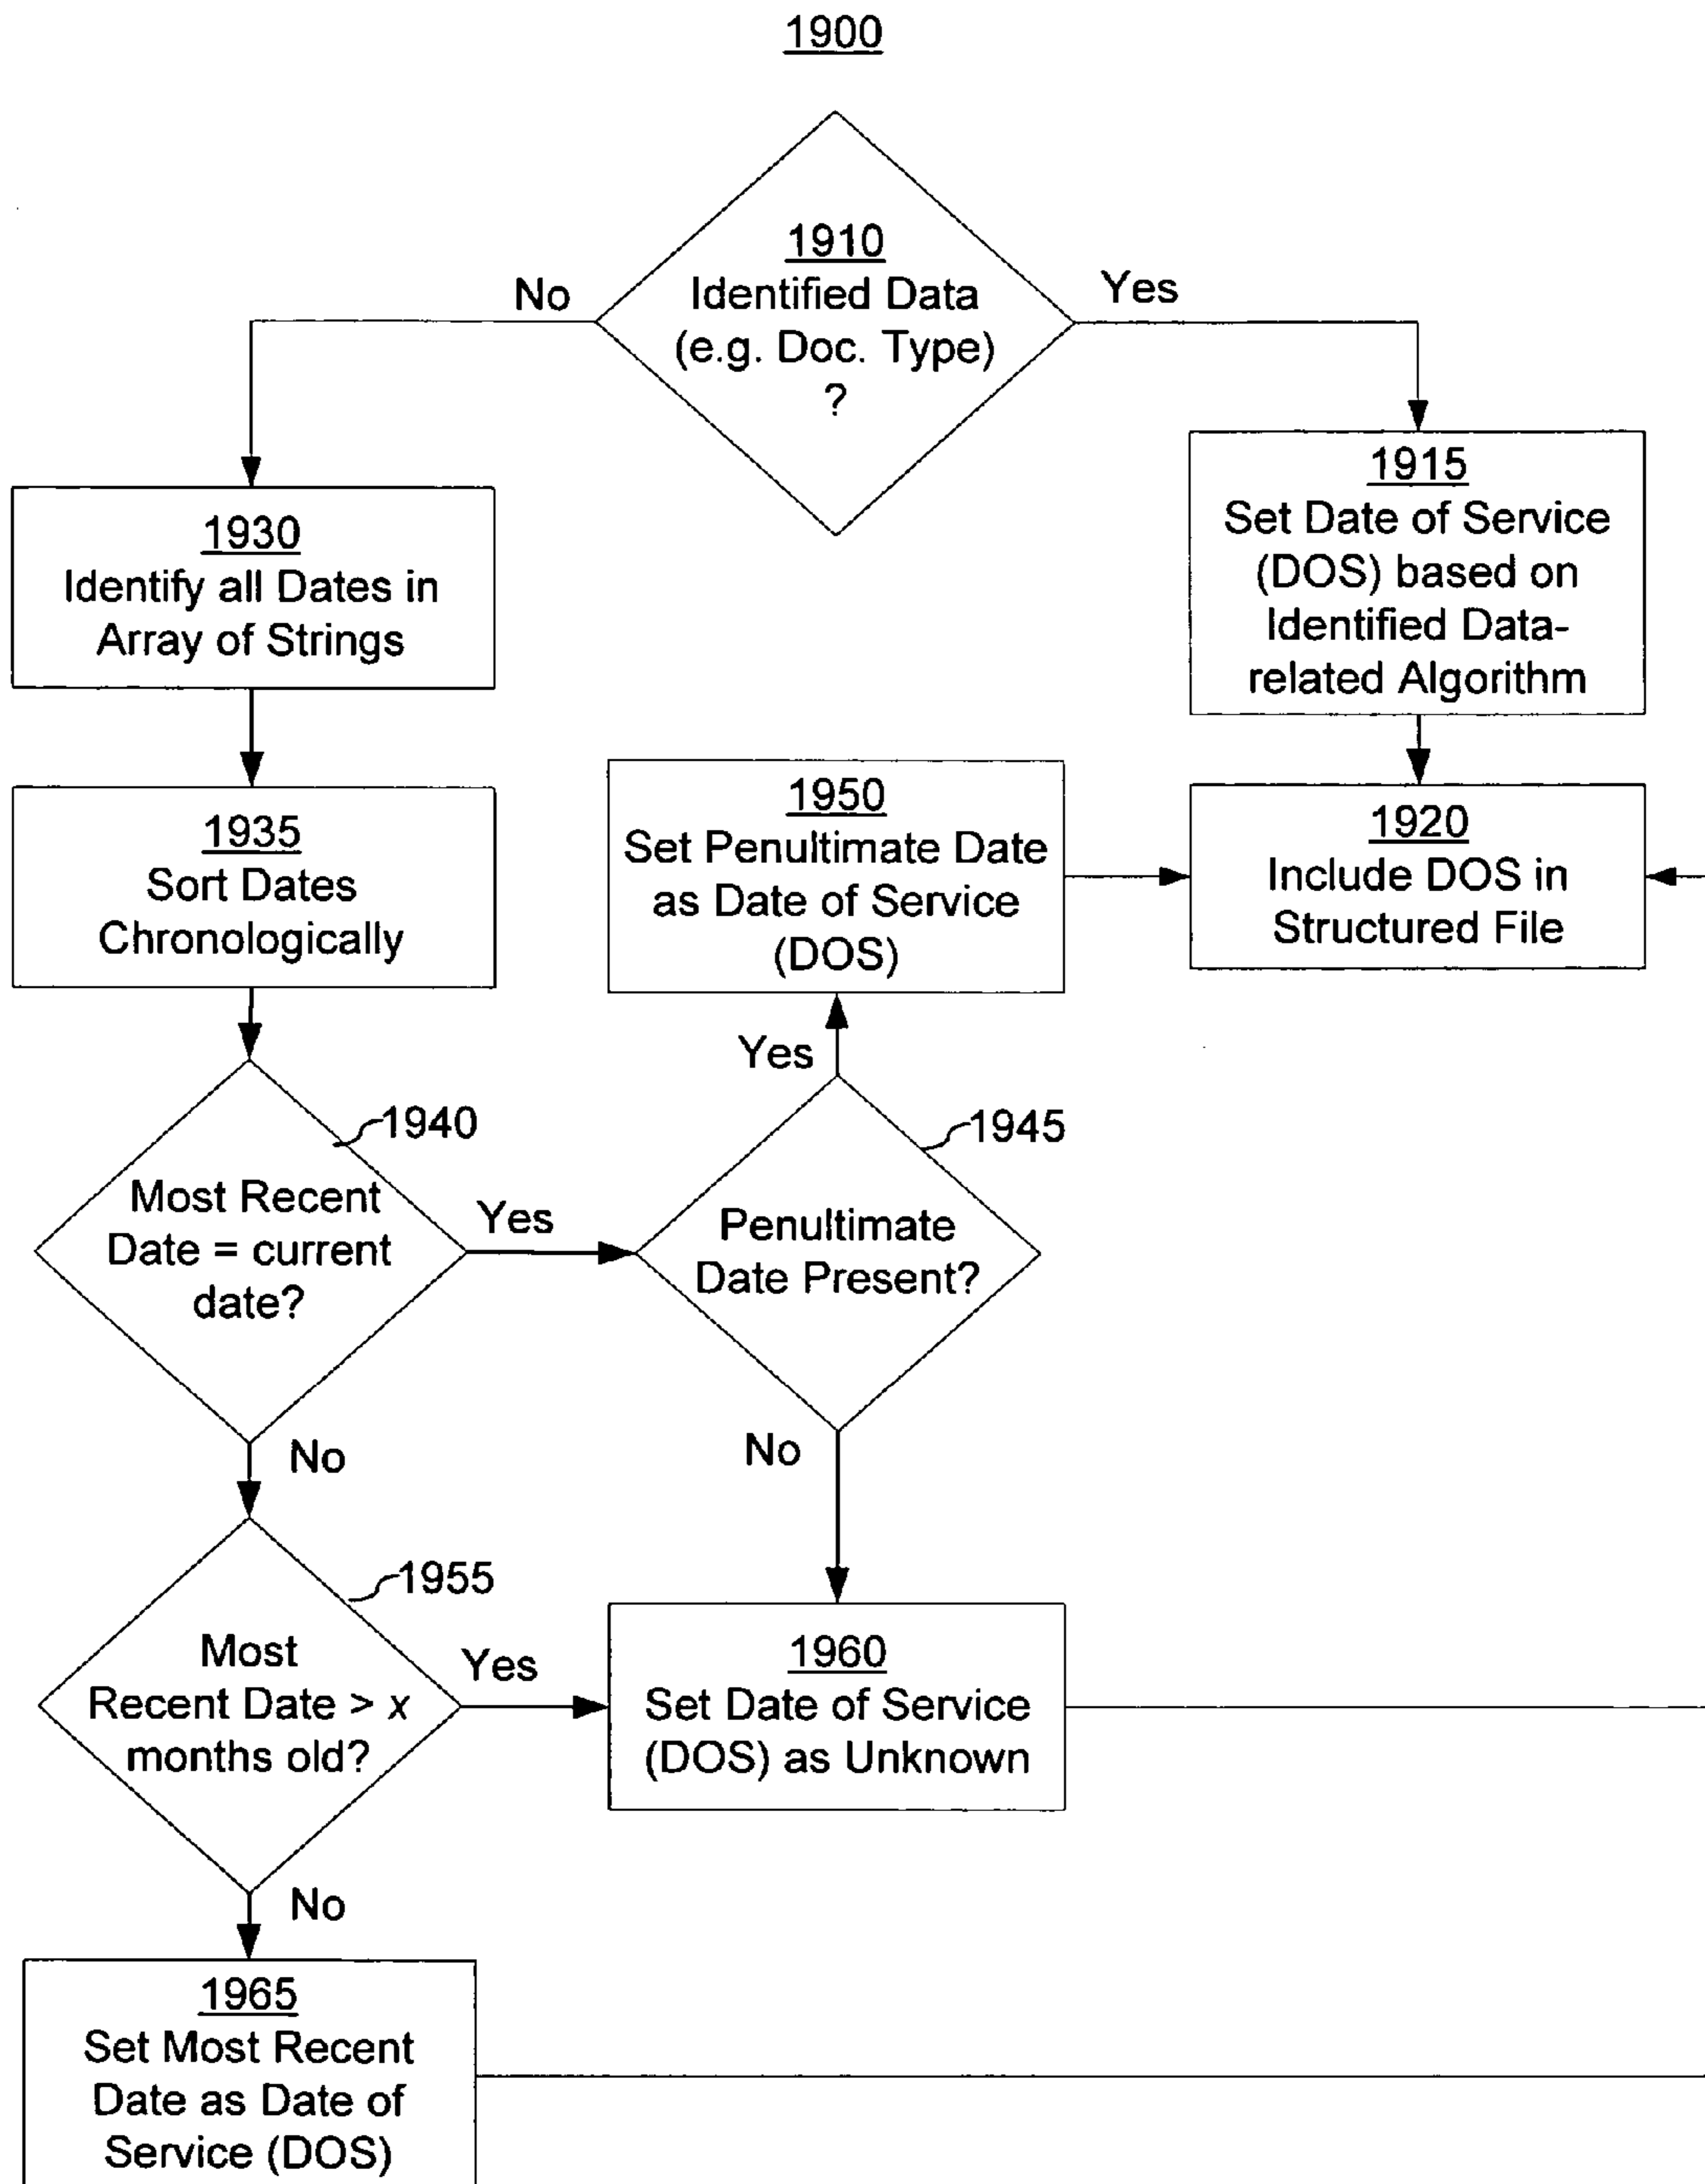 1900
1910
Identified Data
(e.g. Doc. Type)
?
No
Yes
1930
Identify all Dates in
Array of Strings
1915
Set Date of Service
(DOS) based on
Identified Data-
related Algorithm
1935
Sort Dates
Chronologically
1950
Set Penultimate Date
as Date of Service
(DOS)
1920
Include DOS in
Structured File
Yes
1940
Most Recent
Date = current
date?
Yes
1945
Penultimate
Date Present?
No
No
1955
Most
Recent Date > x
months old?
Yes
1960
Set Date of Service
(DOS) as Unknown
No
1965
Set Most Recent
Date as Date of
Service (DOS)